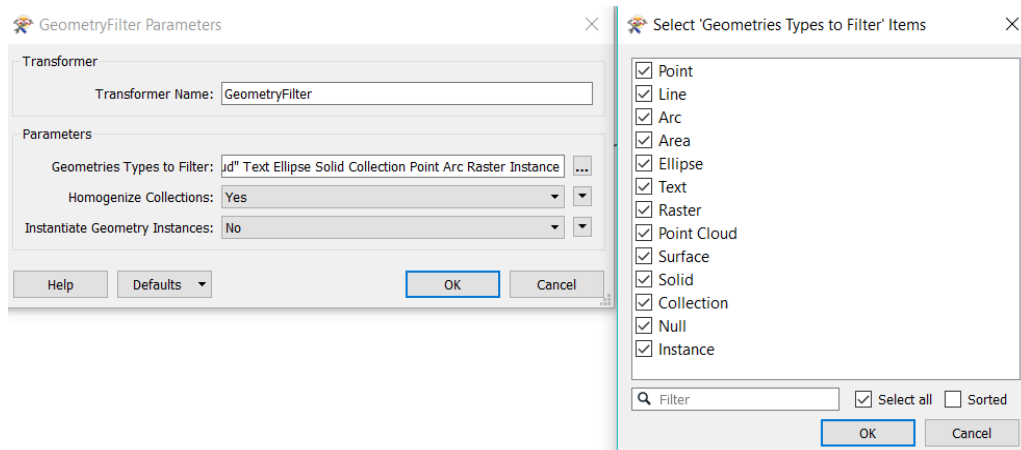 GeometryFilter Parameters
Transformer
Transformer Name: GeometryFilter
Parameters
Geometries Types to Filter: ud" Text Ellipse Solid Collection Point Arc Raster Instance ...
Homogenize Collections: Yes
Instantiate Geometry Instances: No
Help Defaults OK Cancel
Select 'Geometries Types to Filter' Items
Point
Line
Arc
Area
Ellipse
Text
Raster
Point Cloud
Surface
Solid
Collection
Null
Instance
Filter Select all Sorted
OK Cancel